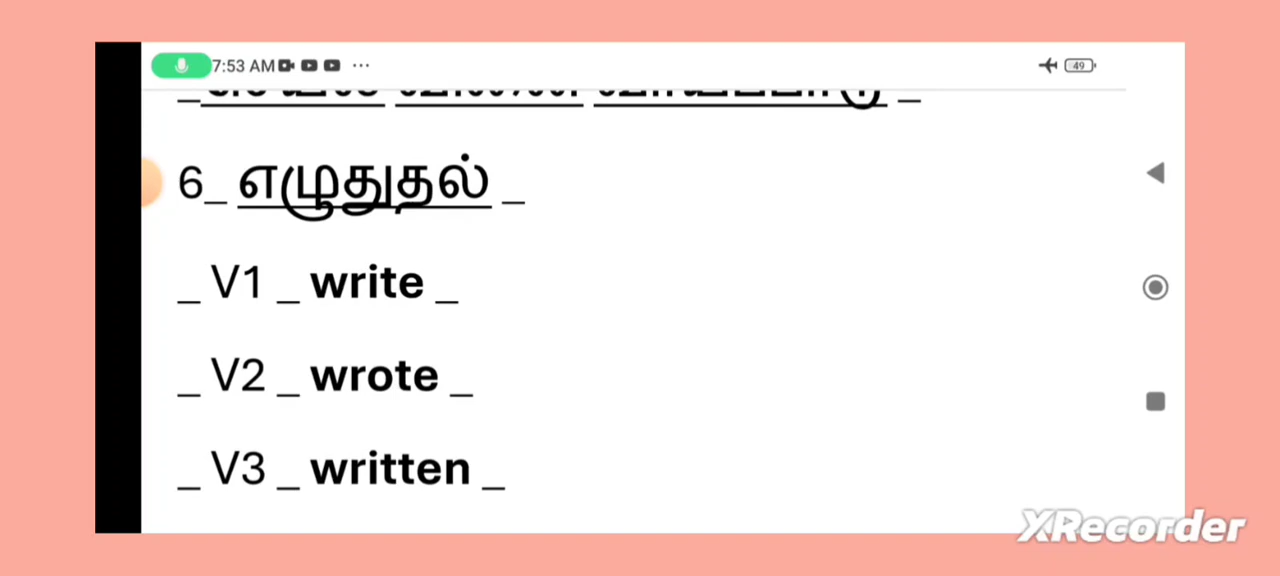 7:53 AM ...
49
6_ எழுதுதல் _
_ V1 _ write _
_ V2 _ wrote _
_ V3 _ written _
XRecorder